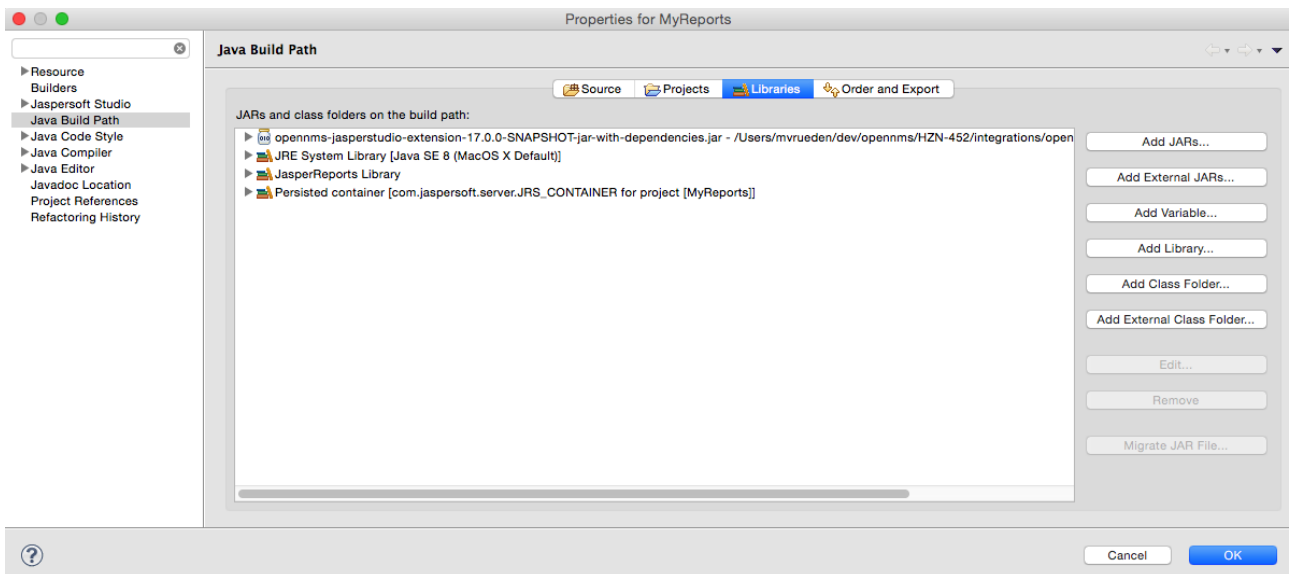 Properties for MyReports
Java Build Path
Resource
Builders
Jaspersoft Studio
Java Build Path
Java Code Style
Java Compiler
Java Editor
Javadoc Location
Project References
Refactoring History
Source Projects Libraries Order and Export
JARs and class folders on the build path:
opennms-jasperstudio-extension-17.0.0-SNAPSHOT-jar-with-dependencies.jar - /Users/mvrueden/dev/opennms/HZN-452/integrations/open
JRE System Library [Java SE 8 (MacOS X Default)]
JasperReports Library
Persisted container [com.jaspersoft.server.JRS_CONTAINER for project [MyReports]]
Add JARs...
Add External JARs...
Add Variable...
Add Library...
Add Class Folder...
Add External Class Folder...
Edit...
Remove
Migrate JAR File...
? Cancel OK